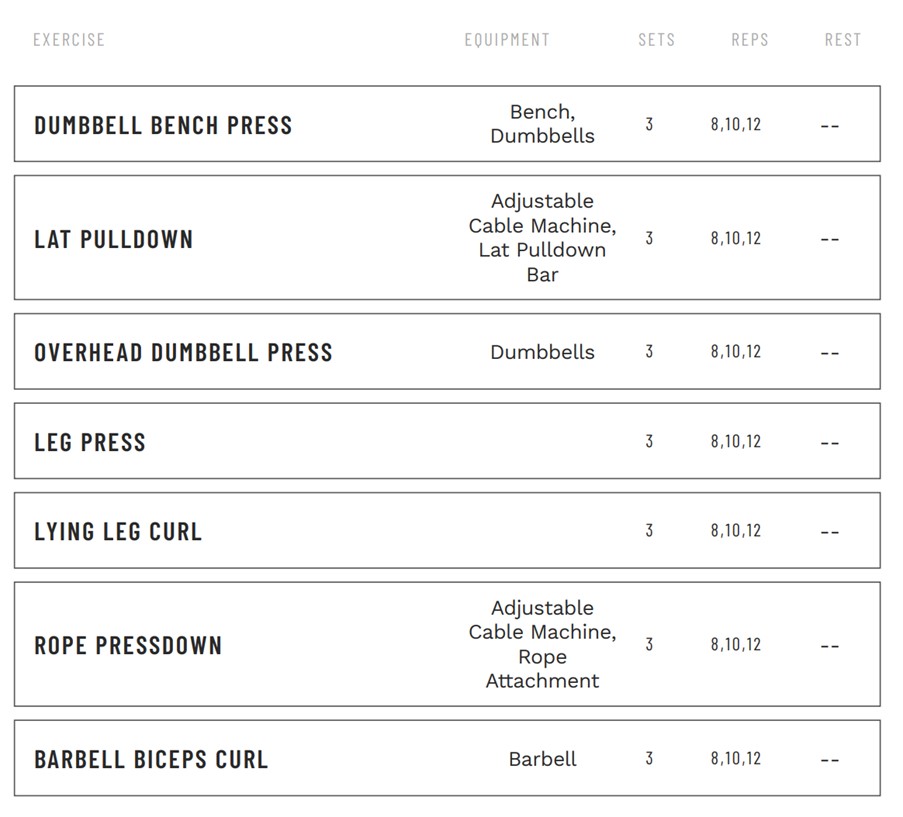 EXERCISE EQUIPMENT SETS REPS REST
DUMBBELL BENCH PRESS Bench, Dumbbells 3 8,10,12 --
LAT PULLDOWN Adjustable Cable Machine, Lat Pulldown Bar 3 8,10,12 --
OVERHEAD DUMBBELL PRESS Dumbbells 3 8,10,12 --
LEG PRESS 3 8,10,12 --
LYING LEG CURL 3 8,10,12 --
ROPE PRESSDOWN Adjustable Cable Machine, Rope Attachment 3 8,10,12 --
BARBELL BICEPS CURL Barbell 3 8,10,12 --